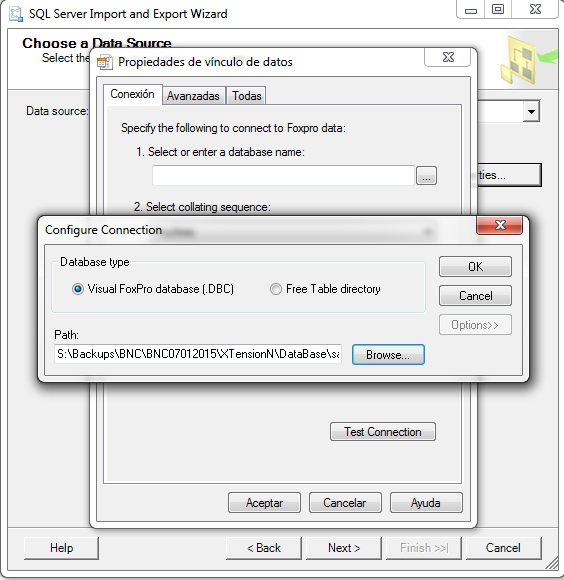 SQL Server Import and Export Wizard
Choose a Data Source
Select the
Propiedades de vínculo de datos
Conexión Avanzadas Todas
Data source:
Specify the following to connect to Foxpro data:
1. Select or enter a database name:
...
ties...
2. Select collating sequence:
Configure Connection
Database type
Visual FoxPro database (.DBC) Free Table directory
OK
Cancel
Options>>
Path:
S:\Backups\BNC\BNC07012015\XTensionN\DataBase\sa
Browse...
Test Connection
Aceptar Cancelar Ayuda
Help < Back Next > Finish >>| Cancel